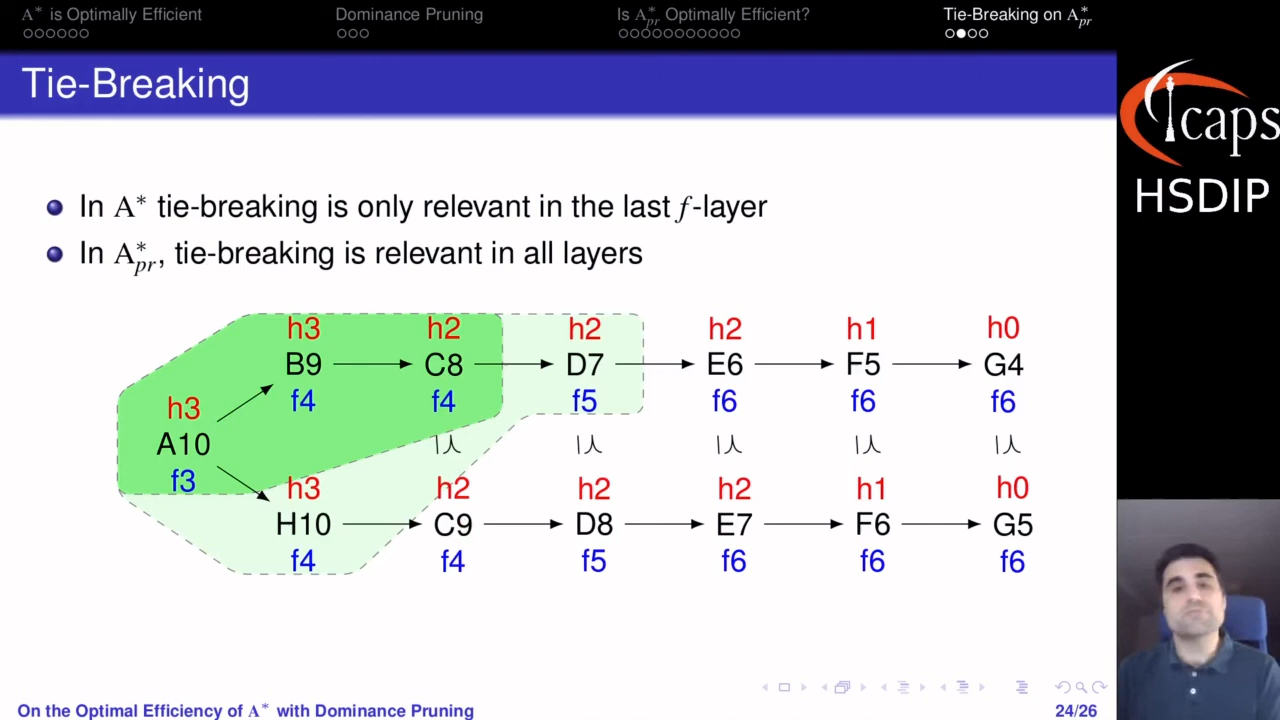 A* is Optimally Efficient
Dominance Pruning
Is A*pr Optimally Efficient?
Tie-Breaking on A*pr
Tie-Breaking
In A* tie-breaking is only relevant in the last f-layer
In A*pr, tie-breaking is relevant in all layers
h3 h2 h2 h2 h1 h0
B9 C8 D7 E6 F5 G4
f4 f4 f5 f6 f6 f6
h3
A10
f3
h3 h2 h2 h2 h1 h0
H10 C9 D8 E7 F6 G5
f4 f4 f5 f6 f6 f6
On the Optimal Efficiency of A* with Dominance Pruning
24/26
icaps
HSDIP